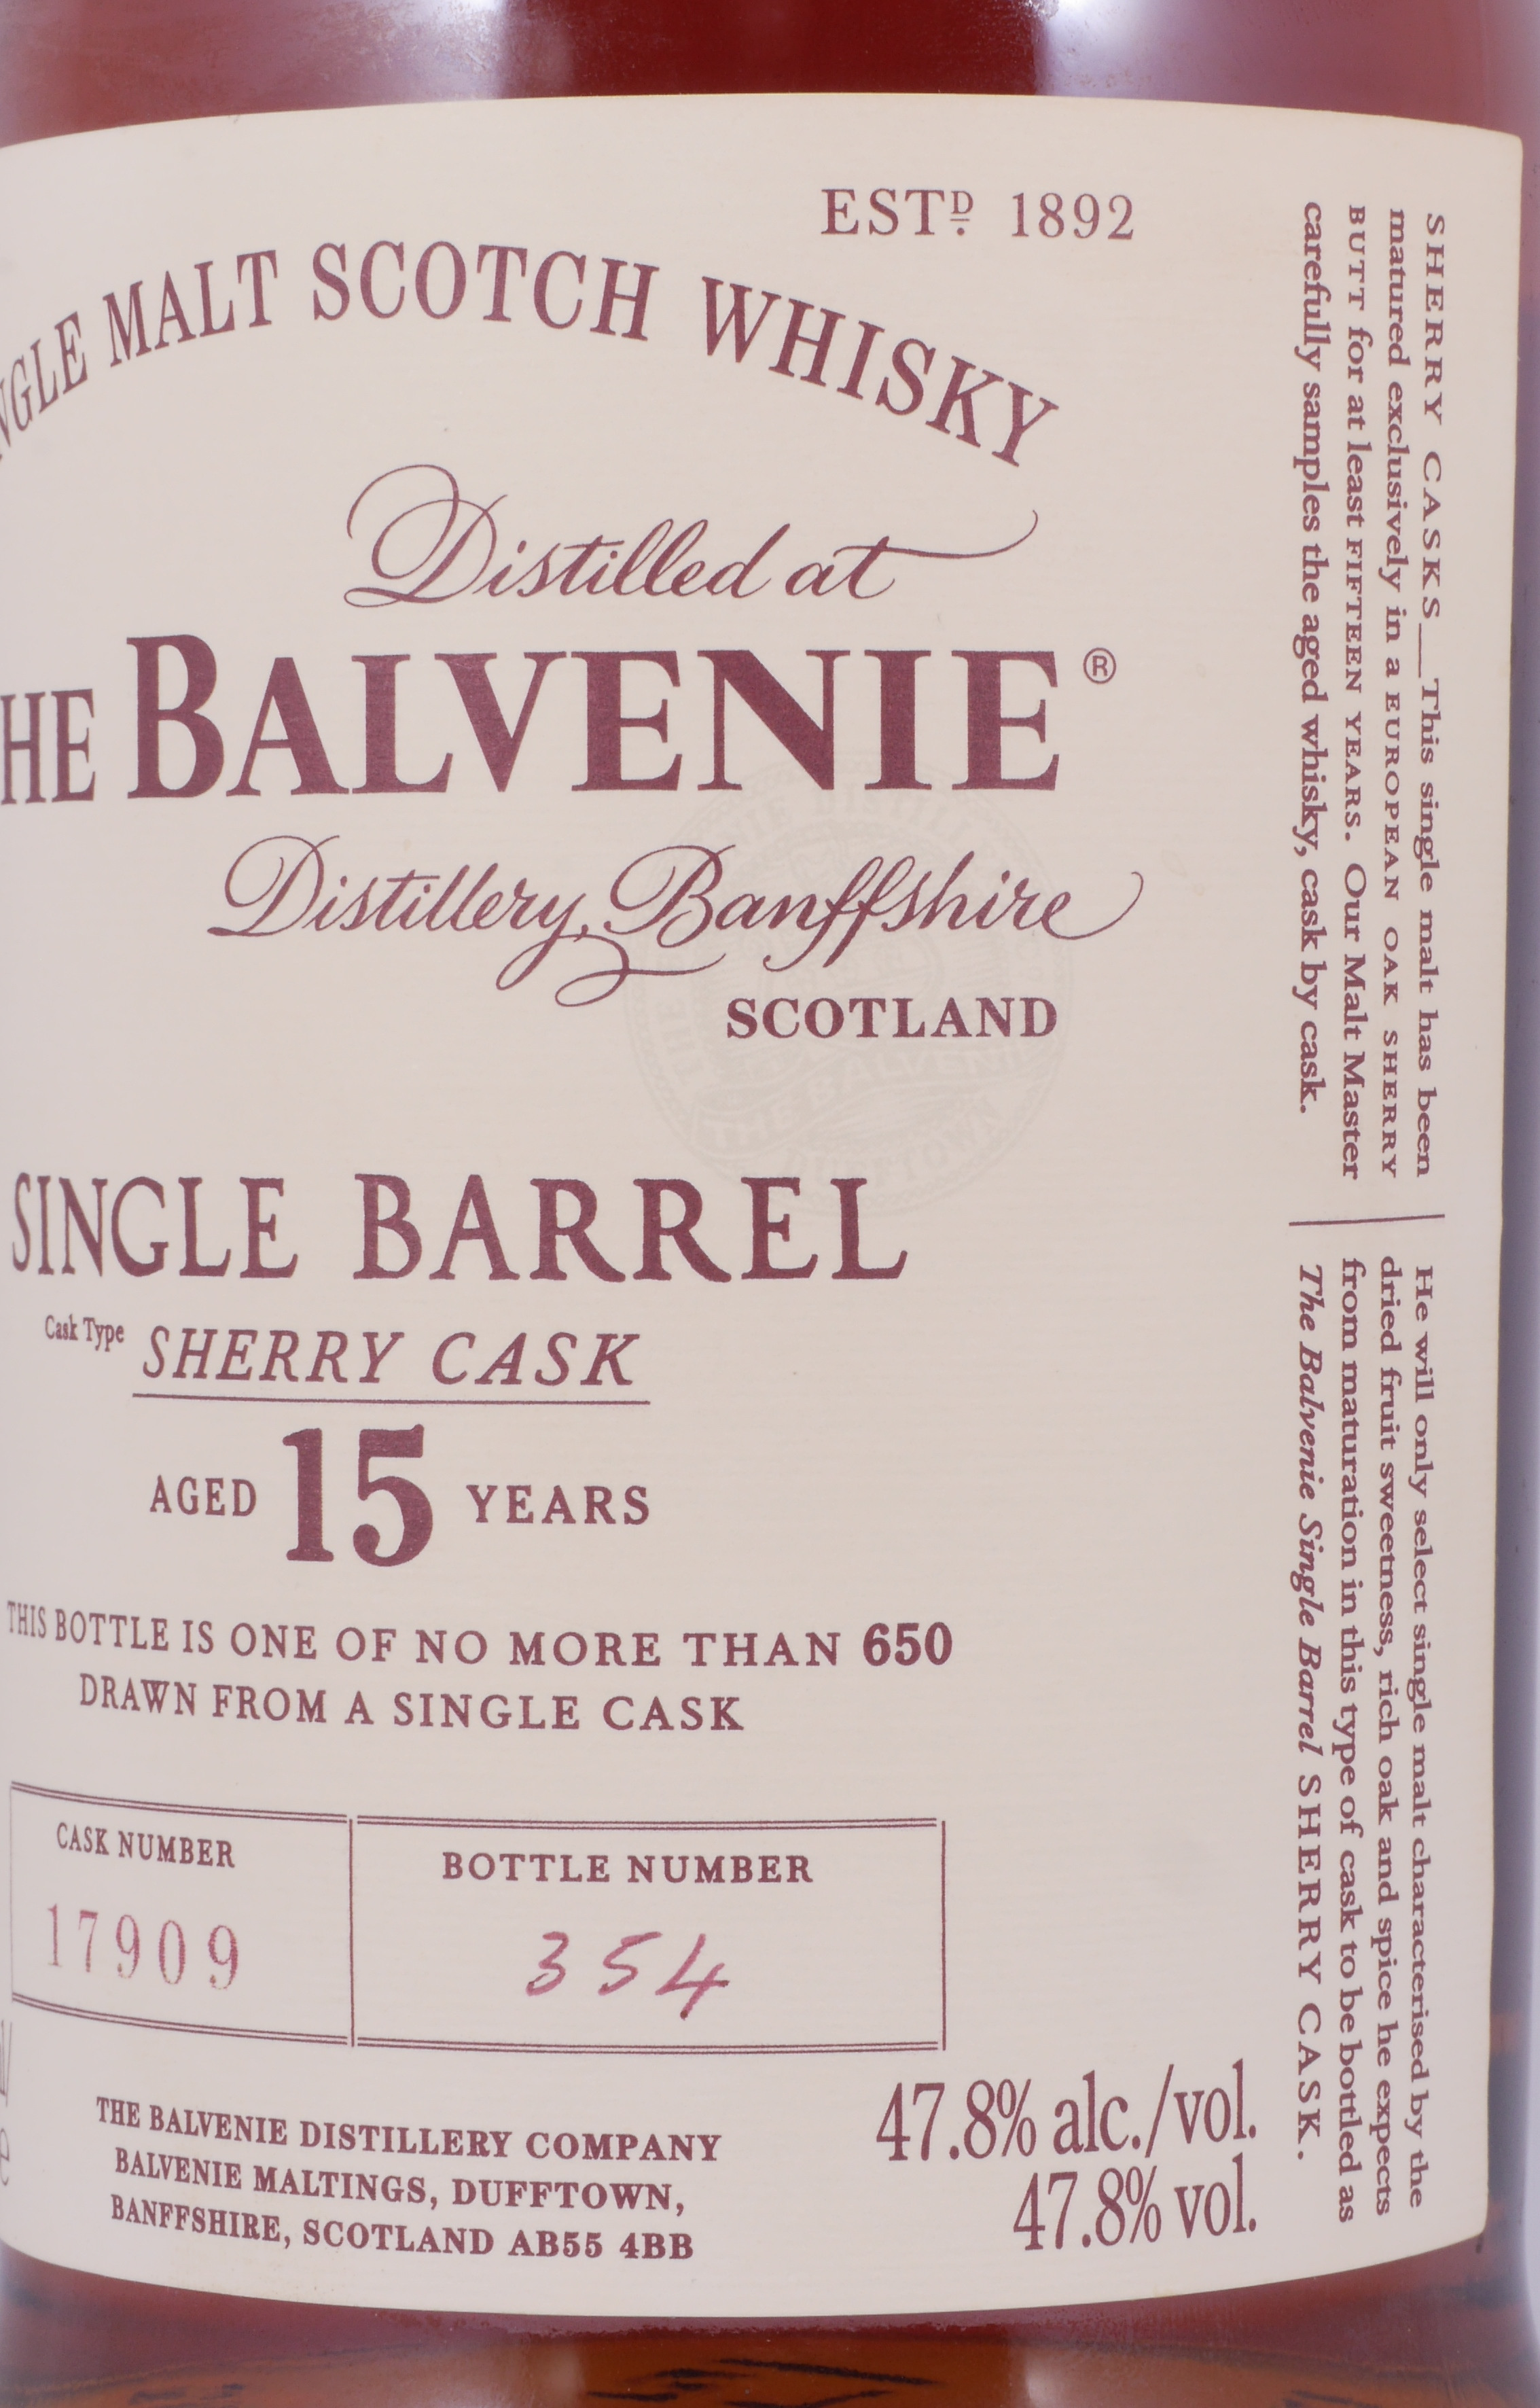 ESTD. 1892
MALT SCOTCH WHISKY
Distilled at
BALVENIE®
Distillery, Banffshire
SCOTLAND
SINGLE BARREL
Cask Type SHERRY CASK
AGED 15 YEARS
THIS BOTTLE IS ONE OF NO MORE THAN 650
DRAWN FROM A SINGLE CASK
CASK NUMBER
17909
BOTTLE NUMBER
354
THE BALVENIE DISTILLERY COMPANY
BALVENIE MALTINGS, DUFFTOWN,
BANFFSHIRE, SCOTLAND AB55 4BB
47.8% alc./vol.
47.8% vol.
SHERRY CASKS__This single malt has been
matured exclusively in a EUROPEAN OAK SHERRY
BUTT for at least FIFTEEN YEARS. Our Malt Master
carefully samples the aged whisky, cask by cask.
He will only select single malt characterised by the
dried fruit sweetness, rich oak and spice he expects
from maturation in this type of cask to be bottled as
The Balvenie Single Barrel SHERRY CASK.